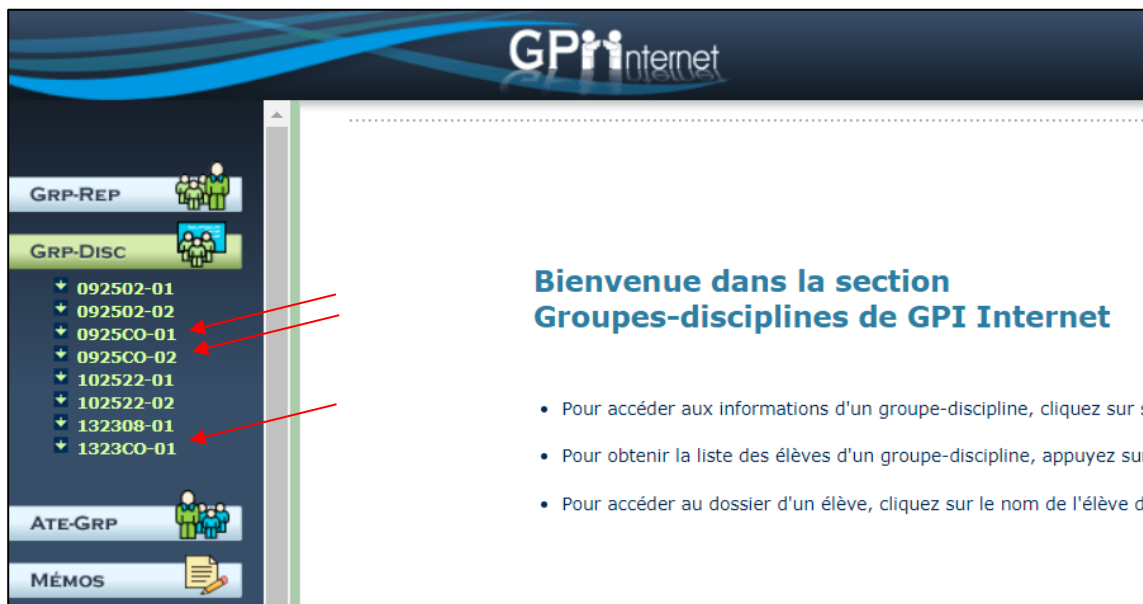 GPI Internet
GRP-REP
GRP-DISC
092502-01
092502-02
0925CO-01
0925CO-02
102522-01
102522-02
132308-01
1323CO-01
ATE-GRP
MÉMOS
Bienvenue dans la section
Groupes-disciplines de GPI Internet
• Pour accéder aux informations d'un groupe-discipline, cliquez sur
• Pour obtenir la liste des élèves d'un groupe-discipline, appuyez sur
• Pour accéder au dossier d'un élève, cliquez sur le nom de l'élève